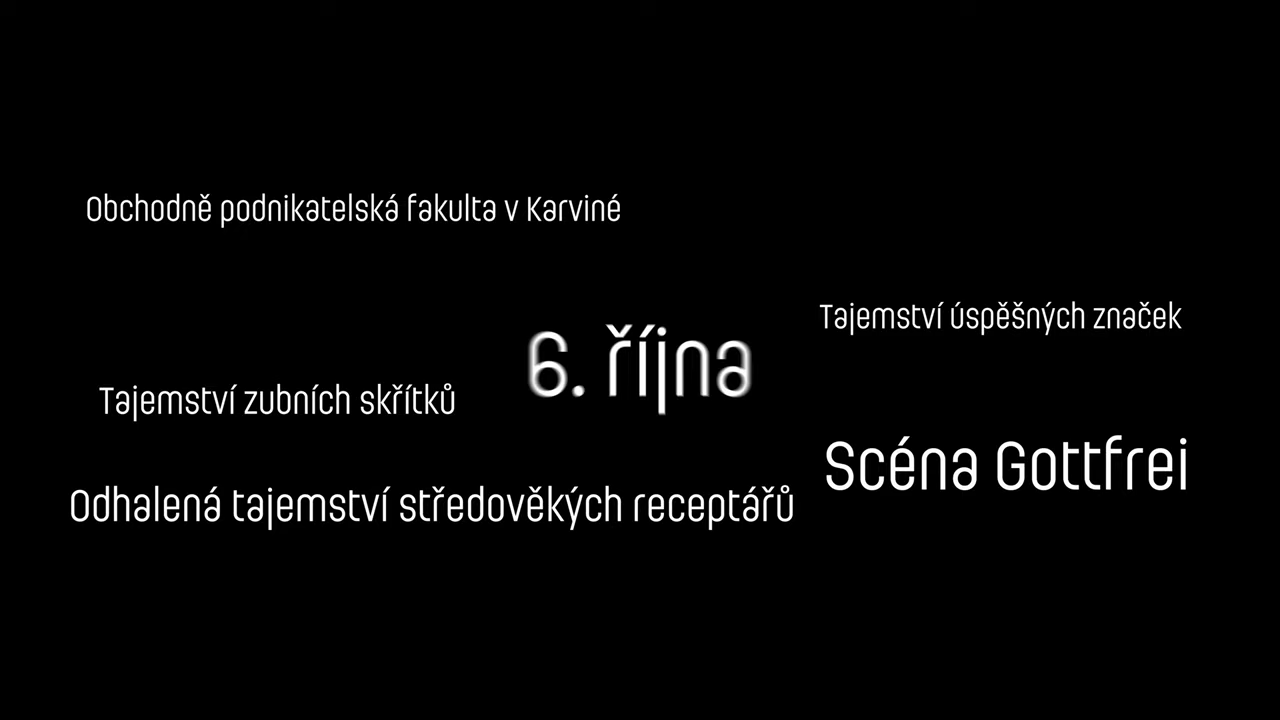 Obchodně podnikatelská fakulta v Karviné
Tajemství úspěšných značek
6. října
Tajemství zubních skřítků
Scéna Gottfrei
Odhalená tajemství středověkých receptářů